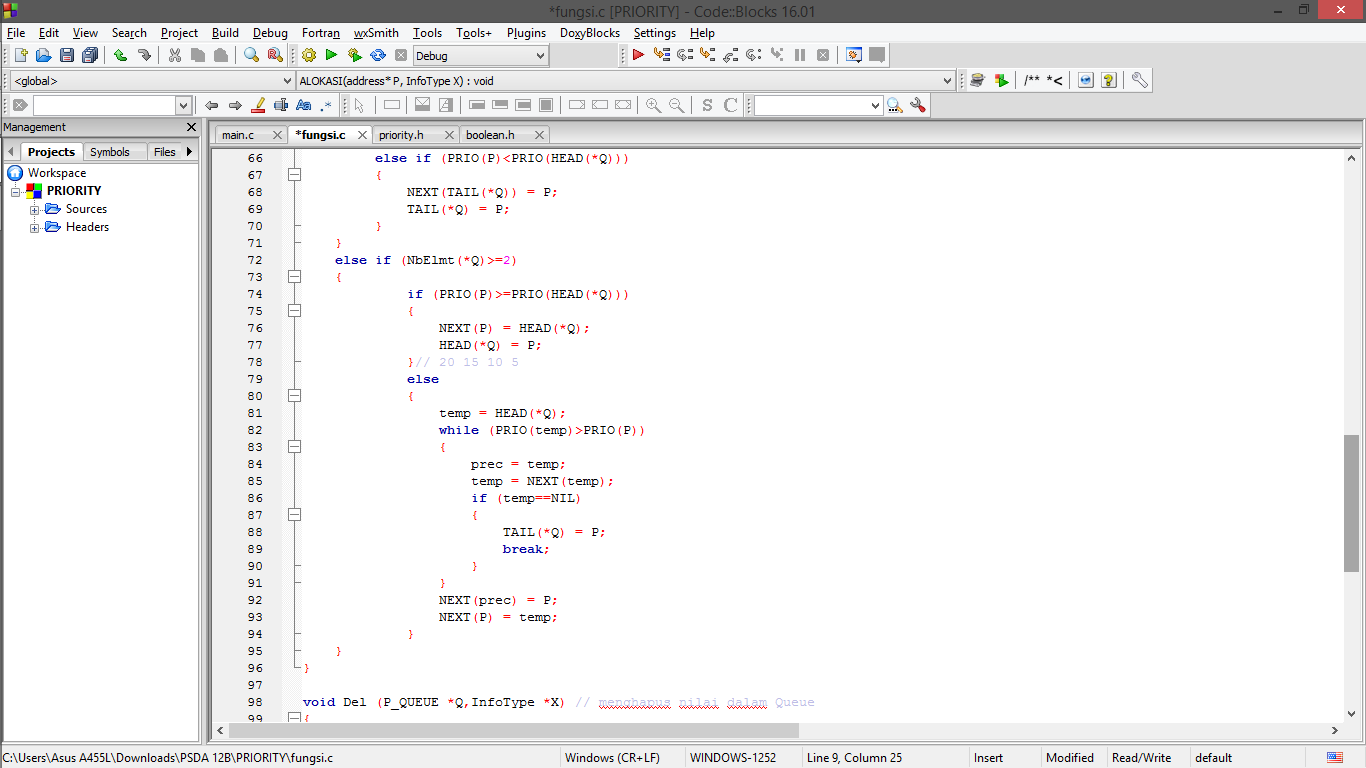 *fungsi.c [PRIORITY] - Code::Blocks 16.01
File Edit View Search Project Build Debug Fortran wxSmith Tools Tools+ Plugins DoxyBlocks Settings Help
Debug
<global> ALOKASI(address* P, InfoType X) : void
/** *<
Aa .* S C
Management
main.c *fungsi.c priority.h boolean.h
Projects Symbols Files
Workspace
PRIORITY
Sources
Headers
66 else if (PRIO(P)<PRIO(HEAD(*Q)))
67 {
68 NEXT(TAIL(*Q)) = P;
69 TAIL(*Q) = P;
70 }
71 }
72 else if (NbElmt(*Q)>=2)
73 {
74 if (PRIO(P)>=PRIO(HEAD(*Q)))
75 {
76 NEXT(P) = HEAD(*Q);
77 HEAD(*Q) = P;
78 }// 20 15 10 5
79 else
80 {
81 temp = HEAD(*Q);
82 while (PRIO(temp)>PRIO(P))
83 {
84 prec = temp;
85 temp = NEXT(temp);
86 if (temp==NIL)
87 {
88 TAIL(*Q) = P;
89 break;
90 }
91 }
92 NEXT(prec) = P;
93 NEXT(P) = temp;
94 }
95 }
96 }
97
98 void Del (P_QUEUE *Q,InfoType *X) // menghapus nilai dalam Queue
99 {
C:\Users\Asus A455L\Downloads\PSDA 12B\PRIORITY\fungsi.c Windows (CR+LF) WINDOWS-1252 Line 9, Column 25 Insert Modified Read/Write default